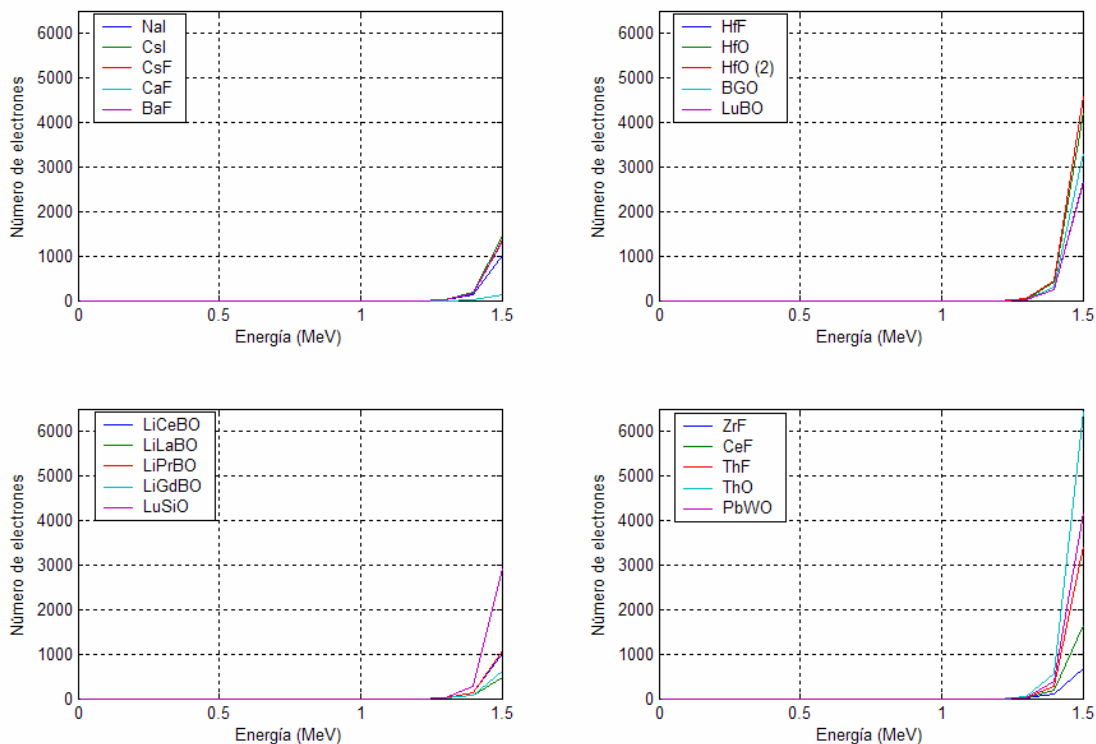 6000
5000
4000
3000
2000
1000
0
Número de electrones
NaI
CsI
CsF
CaF
BaF
0
0.5
1
1.5
Energía (MeV)
6000
5000
4000
3000
2000
1000
0
Número de electrones
HfF
HfO
HfO (2)
BGO
LuBO
0
0.5
1
1.5
Energía (MeV)
6000
5000
4000
3000
2000
1000
0
Número de electrones
LiCeBO
LiLaBO
LiPrBO
LiGdBO
LuSiO
0
0.5
1
1.5
Energía (MeV)
6000
5000
4000
3000
2000
1000
0
Número de electrones
ZrF
CeF
ThF
ThO
PbWO
0
0.5
1
1.5
Energía (MeV)